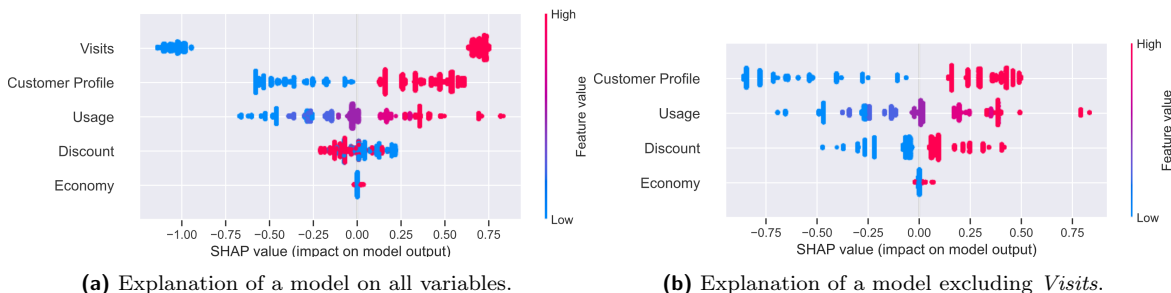 High
Visits
Customer Profile
Usage
Discount
Economy
Feature value
Low
−1.00 −0.75 −0.50 −0.25 0.00 0.25 0.50 0.75
SHAP value (impact on model output)
(a) Explanation of a model on all variables.
High
Customer Profile
Usage
Discount
Economy
Feature value
Low
−0.75 −0.50 −0.25 0.00 0.25 0.50 0.75
SHAP value (impact on model output)
(b) Explanation of a model excluding Visits.